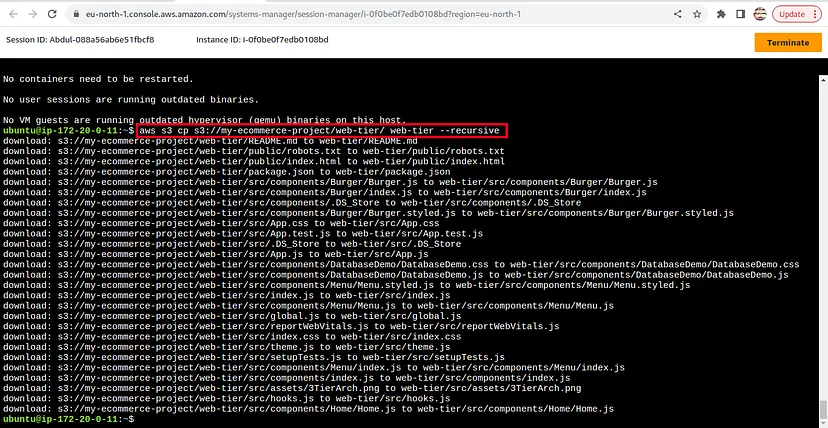 eu-north-1.console.aws.amazon.com/systems-manager/session-manager/i-0f0be0f7edb0108bd?region=eu-north-1
Update
Session ID: Abdul-088a56ab6e51fbcf8
Instance ID: i-0f0be0f7edb0108bd
Terminate
No containers need to be restarted.
No user sessions are running outdated binaries.
No VM guests are running outdated hypervisor (qemu) binaries on this host.
ubuntu@ip-172-20-0-11:~$ aws s3 cp s3://my-ecommerce-project/web-tier/ web-tier --recursive
download: s3://my-ecommerce-project/web-tier/README.md to web-tier/README.md
download: s3://my-ecommerce-project/web-tier/public/robots.txt to web-tier/public/robots.txt
download: s3://my-ecommerce-project/web-tier/public/index.html to web-tier/public/index.html
download: s3://my-ecommerce-project/web-tier/package.json to web-tier/package.json
download: s3://my-ecommerce-project/web-tier/src/components/Burger/Burger.js to web-tier/src/components/Burger/Burger.js
download: s3://my-ecommerce-project/web-tier/src/components/Burger/index.js to web-tier/src/components/Burger/index.js
download: s3://my-ecommerce-project/web-tier/src/components/.DS_Store to web-tier/src/components/.DS_Store
download: s3://my-ecommerce-project/web-tier/src/components/Burger/Burger.styled.js to web-tier/src/components/Burger/Burger.styled.js
download: s3://my-ecommerce-project/web-tier/src/App.css to web-tier/src/App.css
download: s3://my-ecommerce-project/web-tier/src/App.test.js to web-tier/src/App.test.js
download: s3://my-ecommerce-project/web-tier/src/.DS_Store to web-tier/src/.DS_Store
download: s3://my-ecommerce-project/web-tier/src/App.js to web-tier/src/App.js
download: s3://my-ecommerce-project/web-tier/src/components/DatabaseDemo/DatabaseDemo.css to web-tier/src/components/DatabaseDemo/DatabaseDemo.css
download: s3://my-ecommerce-project/web-tier/src/components/DatabaseDemo/DatabaseDemo.js to web-tier/src/components/DatabaseDemo/DatabaseDemo.js
download: s3://my-ecommerce-project/web-tier/src/components/Menu/Menu.styled.js to web-tier/src/components/Menu/Menu.styled.js
download: s3://my-ecommerce-project/web-tier/src/index.js to web-tier/src/index.js
download: s3://my-ecommerce-project/web-tier/src/components/Menu/Menu.js to web-tier/src/components/Menu/Menu.js
download: s3://my-ecommerce-project/web-tier/src/global.js to web-tier/src/global.js
download: s3://my-ecommerce-project/web-tier/src/reportWebVitals.js to web-tier/src/reportWebVitals.js
download: s3://my-ecommerce-project/web-tier/src/index.css to web-tier/src/index.css
download: s3://my-ecommerce-project/web-tier/src/theme.js to web-tier/src/theme.js
download: s3://my-ecommerce-project/web-tier/src/setupTests.js to web-tier/src/setupTests.js
download: s3://my-ecommerce-project/web-tier/src/components/Menu/index.js to web-tier/src/components/Menu/index.js
download: s3://my-ecommerce-project/web-tier/src/components/index.js to web-tier/src/components/index.js
download: s3://my-ecommerce-project/web-tier/src/assets/3TierArch.png to web-tier/src/assets/3TierArch.png
download: s3://my-ecommerce-project/web-tier/src/hooks.js to web-tier/src/hooks.js
download: s3://my-ecommerce-project/web-tier/src/components/Home/Home.js to web-tier/src/components/Home/Home.js
ubuntu@ip-172-20-0-11:~$